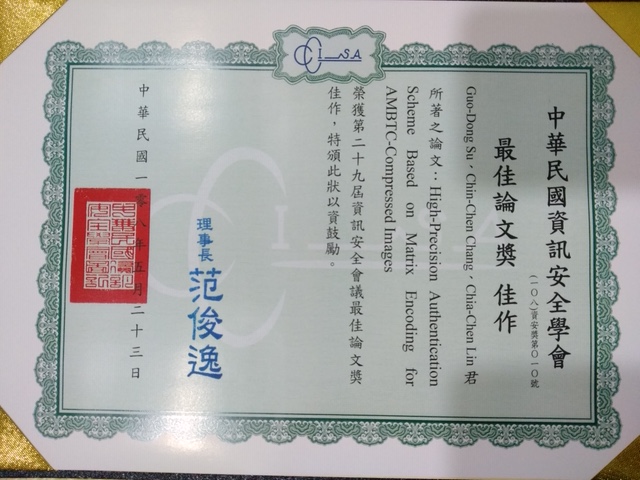 CCISA
中華民國資訊安全學會
(一○八)資安獎第○一○號
最佳論文獎 佳作
Guo-Dong Su、Chin-Chen Chang、Chia-Chen Lin 君
所著之論文：High-Precision Authentication
Scheme Based on Matrix Encoding for
AMBTC-Compressed Images
榮獲第二十九屆資訊安全會議最佳論文獎
佳作，特頒此狀以資鼓勵。
理事長 范俊逸
中華民國一○八年五月二十三日